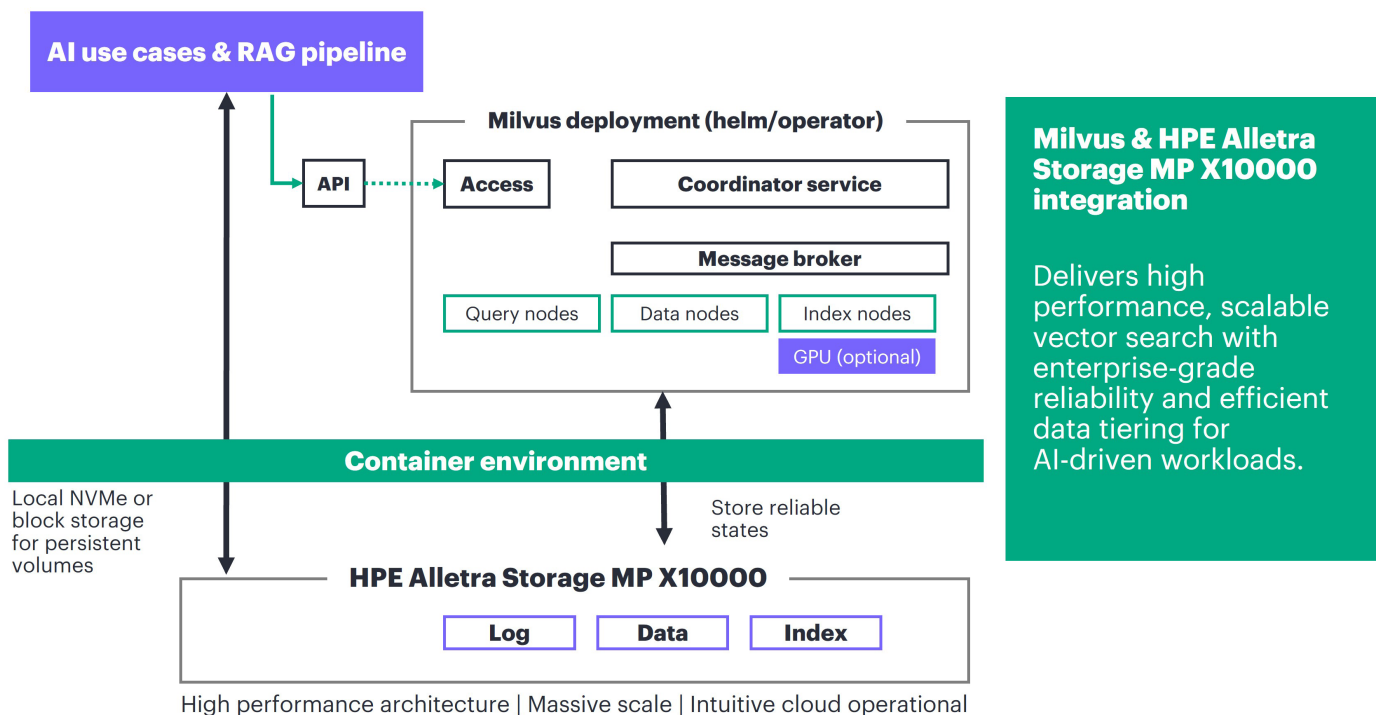 AI use cases & RAG pipeline
Milvus deployment (helm/operator)
API
Access
Coordinator service
Message broker
Query nodes
Data nodes
Index nodes
GPU (optional)
Container environment
Local NVMe or
block storage
for persistent
volumes
Store reliable
states
HPE Alletra Storage MP X10000
Log
Data
Index
High performance architecture | Massive scale | Intuitive cloud operational
Milvus & HPE Alletra
Storage MP X10000
integration
Delivers high
performance, scalable
vector search with
enterprise-grade
reliability and efficient
data tiering for
AI-driven workloads.